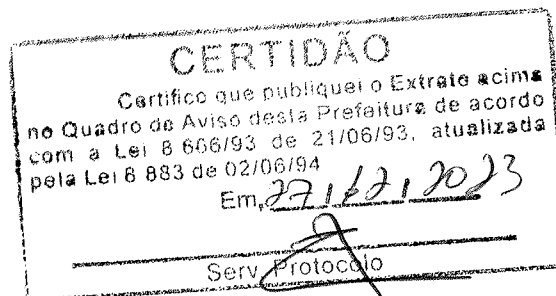 CERTIDÃO
Certifico que publiquei o Extrato acima
no Quadro de Aviso desta Prefeitura de acordo
com a Lei 8 666/93 de 21/06/93, atualizada
pela Lei 8 883 de 02/06/94
Em, 27/12/2023
Serv. Protocolo